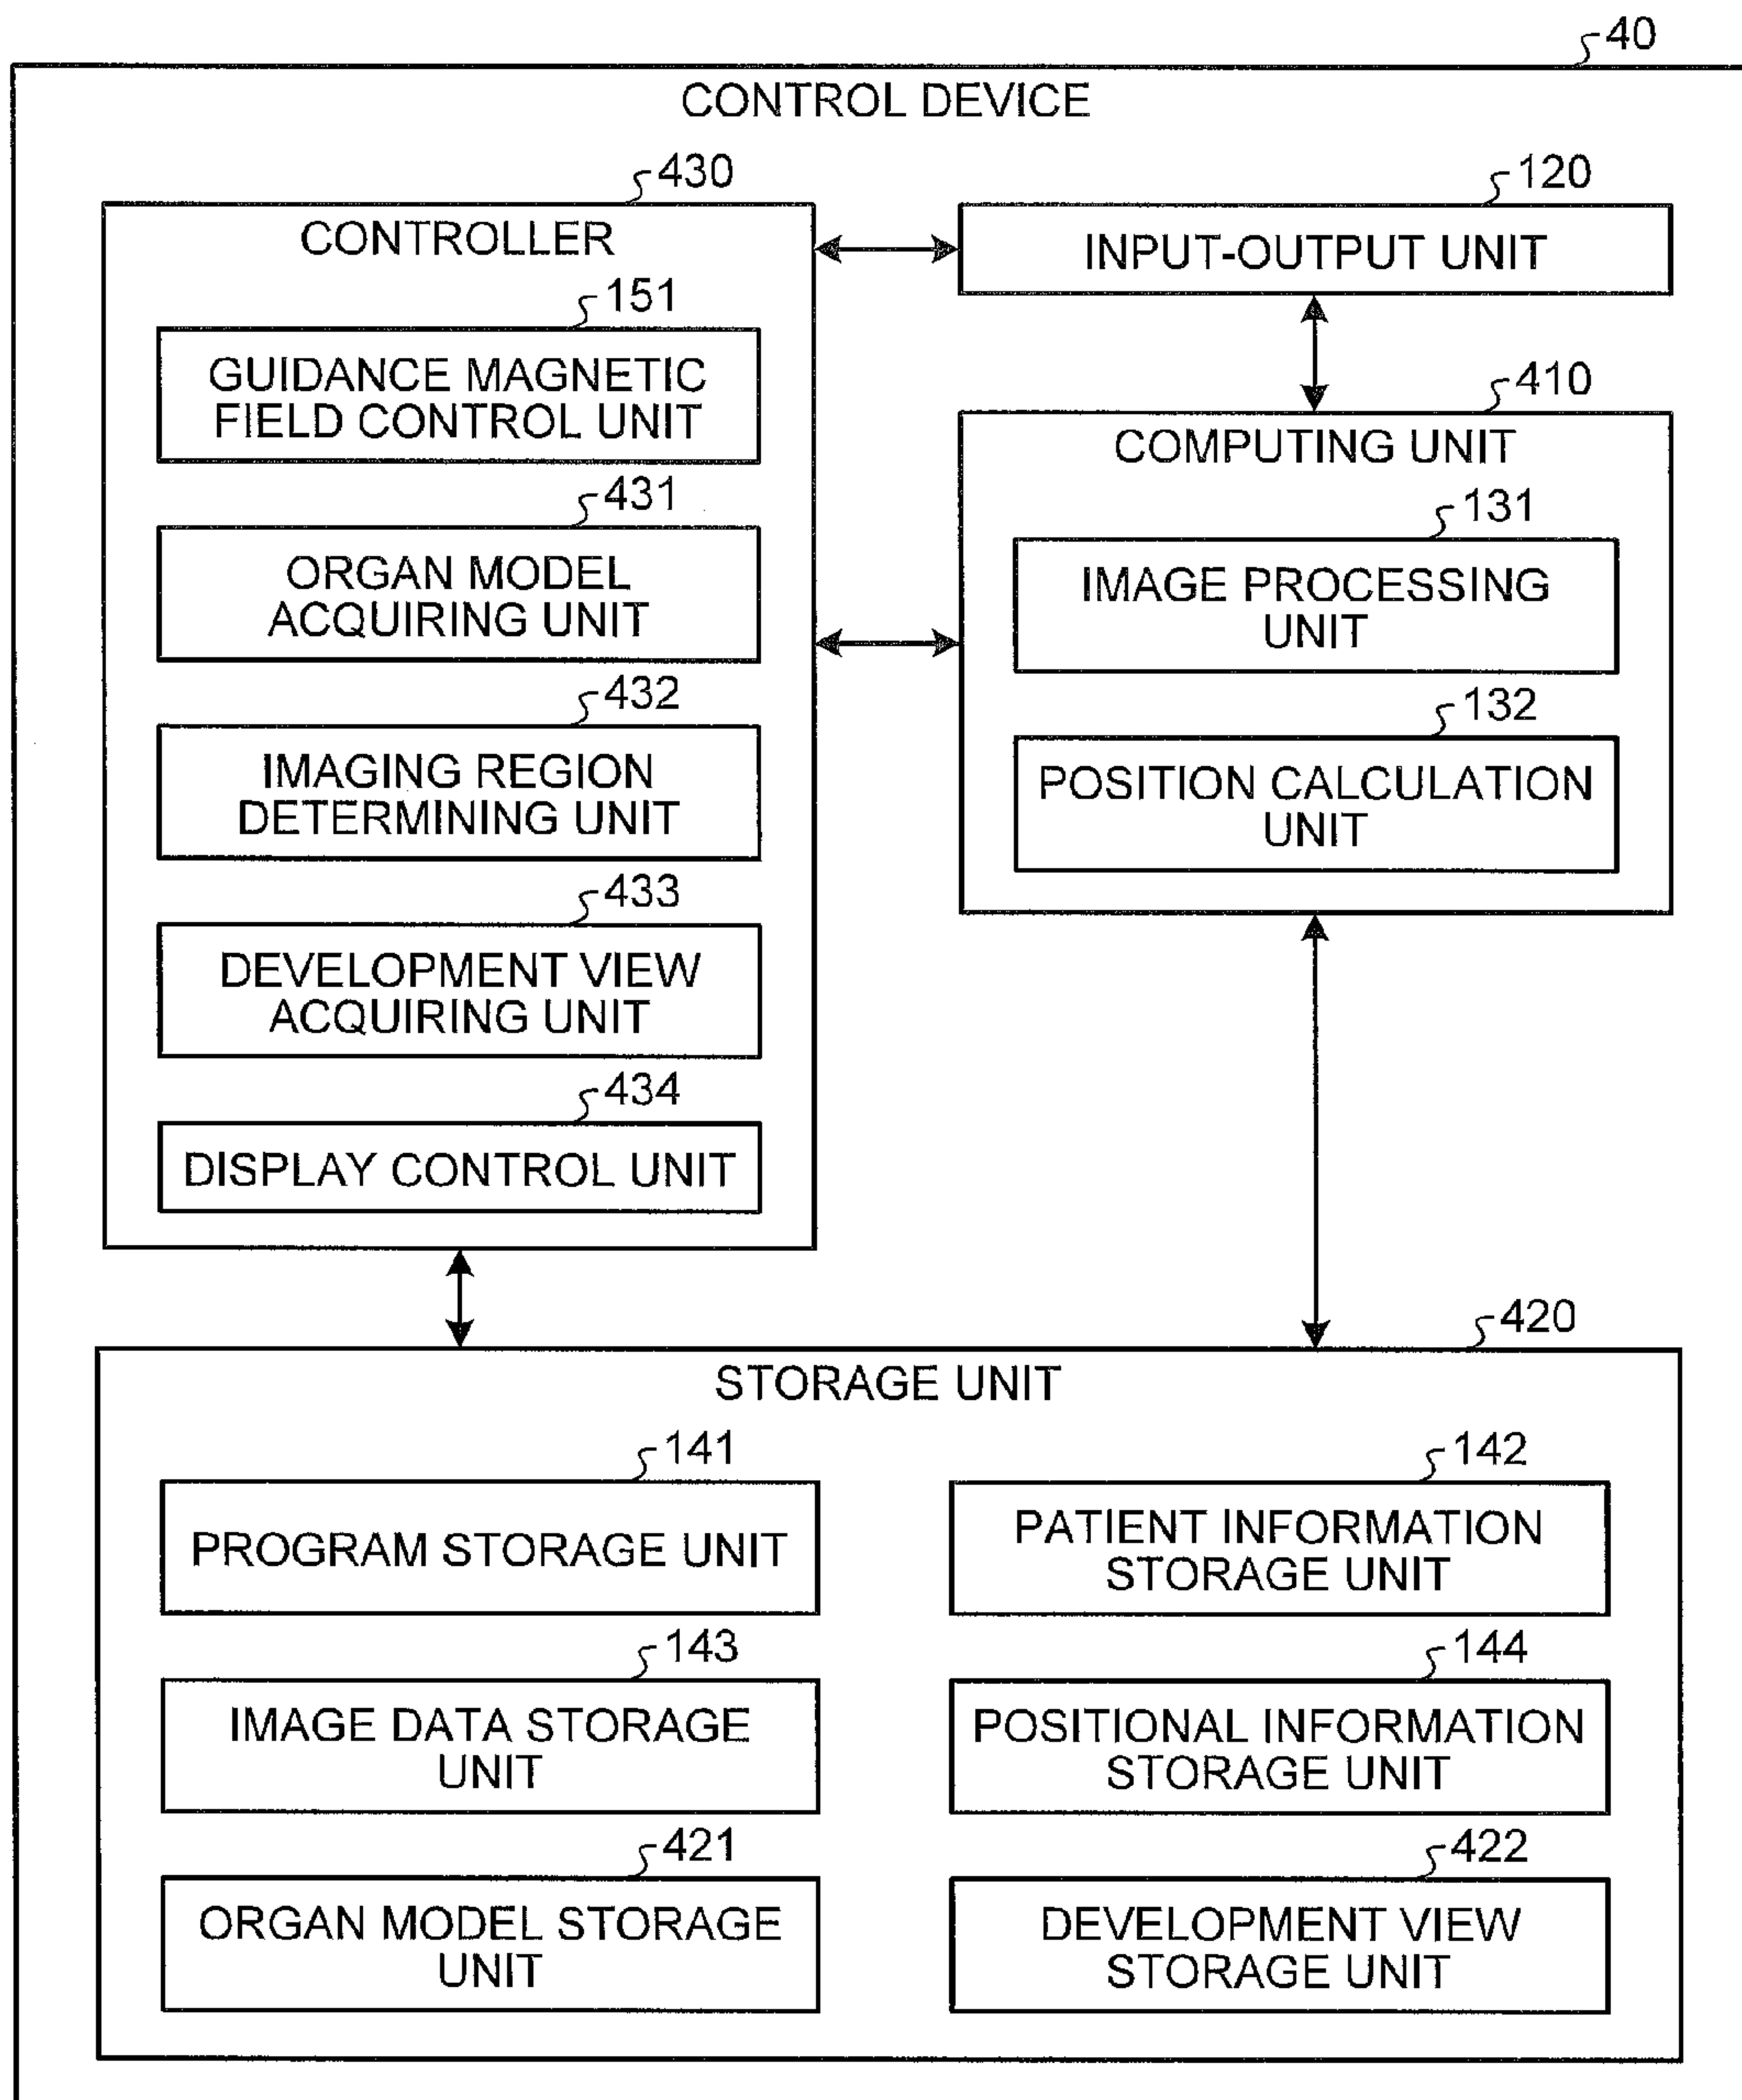 40
CONTROL DEVICE
430
CONTROLLER
151
GUIDANCE MAGNETIC
FIELD CONTROL UNIT
431
ORGAN MODEL
ACQUIRING UNIT
432
IMAGING REGION
DETERMINING UNIT
433
DEVELOPMENT VIEW
ACQUIRING UNIT
434
DISPLAY CONTROL UNIT
120
INPUT-OUTPUT UNIT
410
COMPUTING UNIT
131
IMAGE PROCESSING
UNIT
132
POSITION CALCULATION
UNIT
420
STORAGE UNIT
141
PROGRAM STORAGE UNIT
142
PATIENT INFORMATION
STORAGE UNIT
143
IMAGE DATA STORAGE
UNIT
144
POSITIONAL INFORMATION
STORAGE UNIT
421
ORGAN MODEL STORAGE
UNIT
422
DEVELOPMENT VIEW
STORAGE UNIT